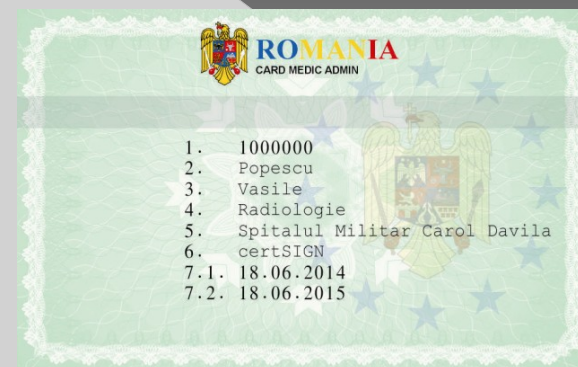 ROMANIA
CARD MEDIC ADMIN
1. 1000000
2. Popescu
3. Vasile
4. Radiologie
5. Spitalul Militar Carol Davila
6. certSIGN
7.1. 18.06.2014
7.2. 18.06.2015